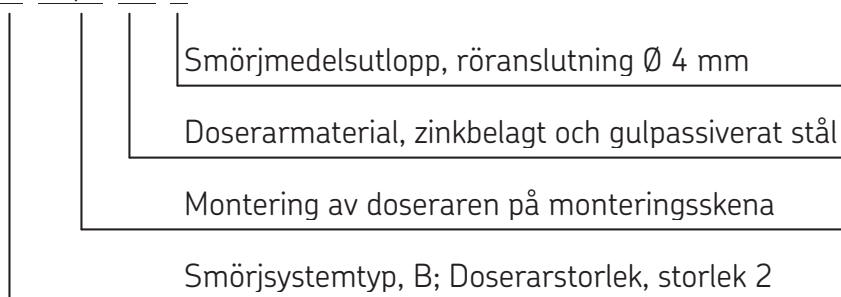 Smörjmedelsutlopp, röranslutning Ø 4 mm
Doserarmaterial, zinkbelagt och gulpassiverat stål
Montering av doseraren på monteringsskena
Smörjsystemtyp, B; Doserarstorlek, storlek 2